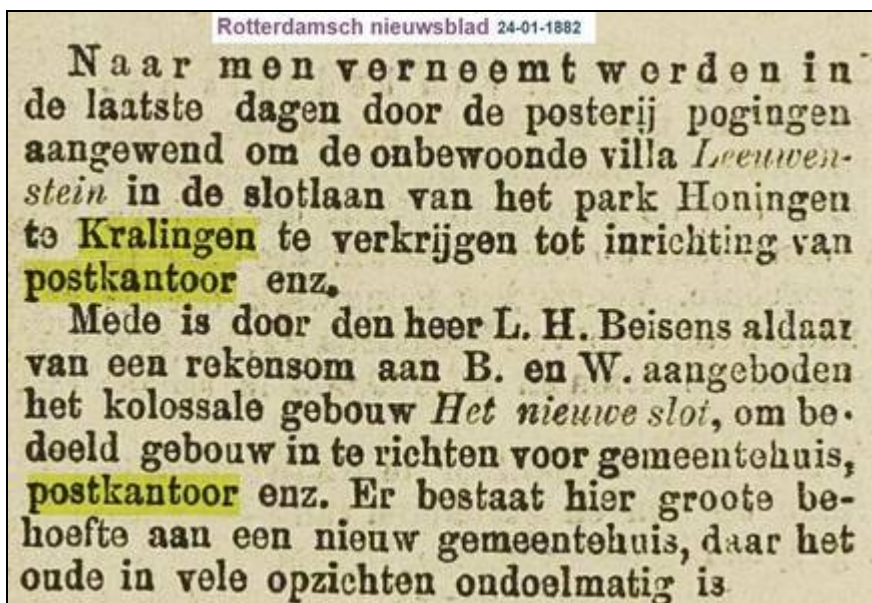 Rotterdamsch nieuwsblad 24-01-1882
Naar men verneemt worden in
de laatste dagen door de posterij pogingen
aangewend om de onbewoonde villa Leeuwen-
stein in de slotlaan van het park Honingen
to Kralingen te verkrijgen tot inrichting van
postkantoor enz.
Mede is door den heer L. H. Beisens aldaar
van een rekensom aan B. en W. aangeboden
het kolossale gebouw Het nieuwe slot, om be-
doeld gebouw in te richten voor gemeentehuis,
postkantoor enz. Er bestaat hier groote be-
hoefte aan een nieuw gemeentehuis, daar het
oude in vele opzichten ondoelmatig is